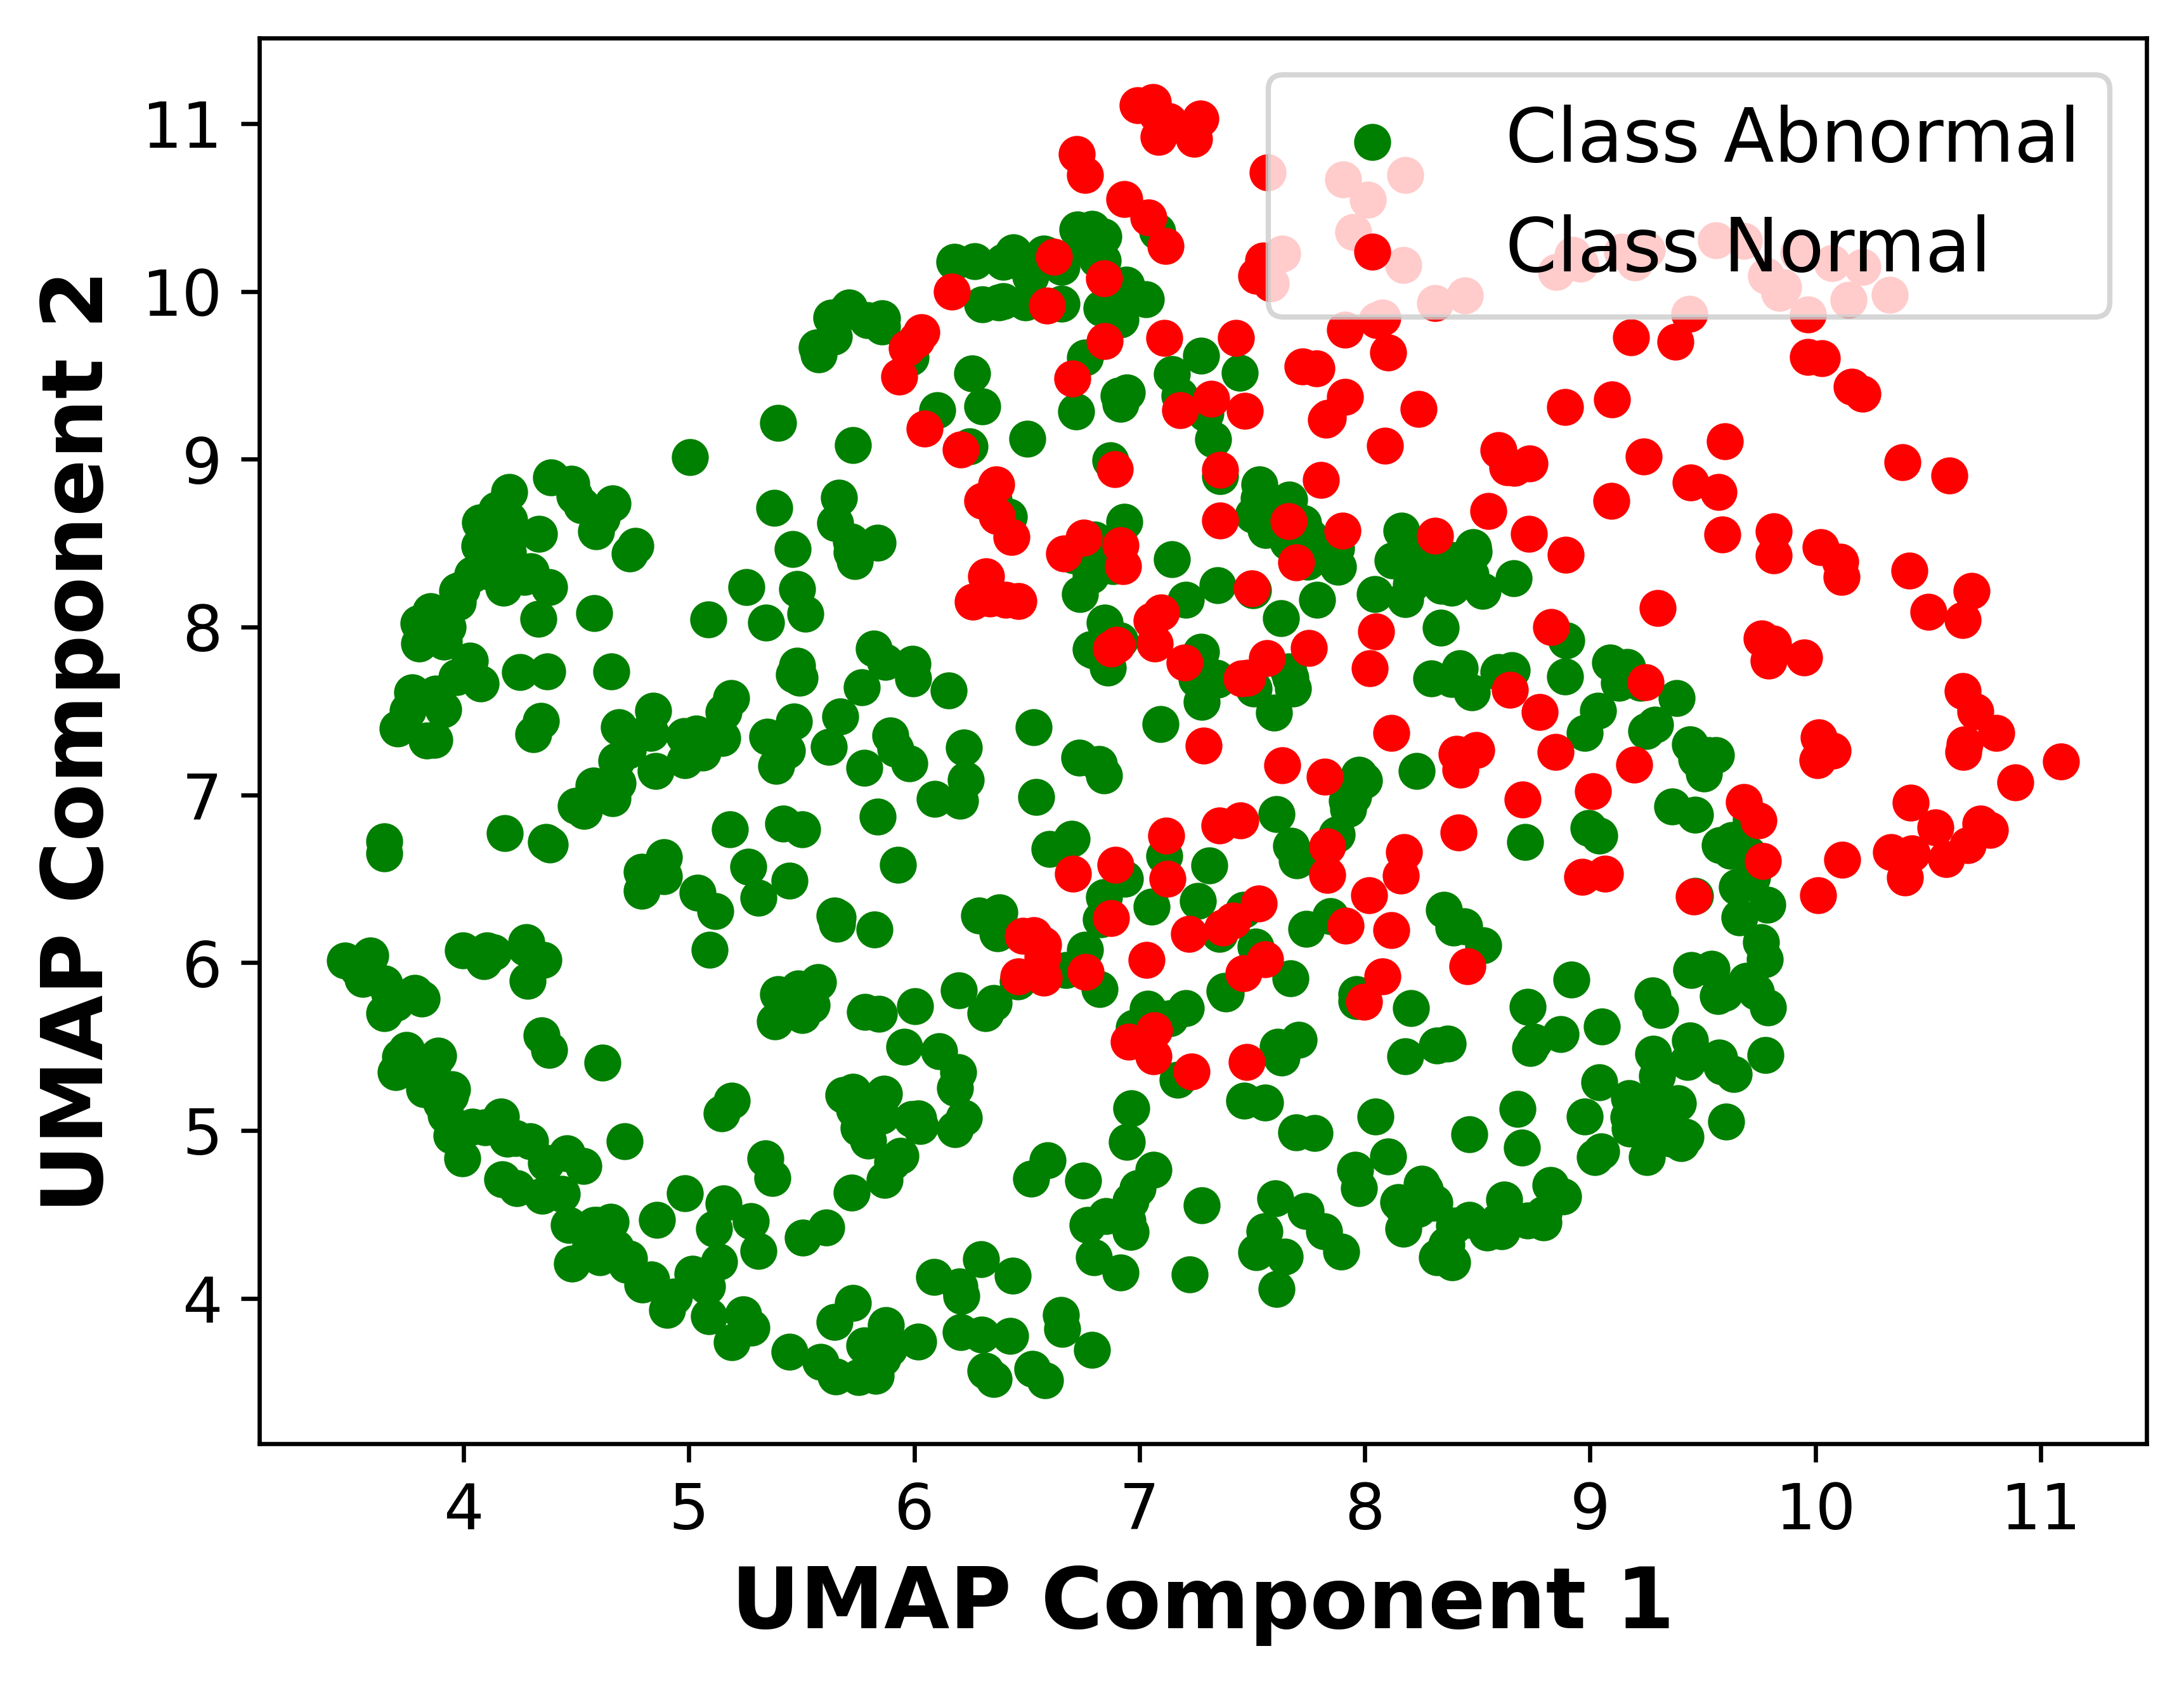 UMAP Component 2
11
10
9
8
7
6
5
4
Class Abnormal
Class Normal
4 5 6 7 8 9 10 11
UMAP Component 1